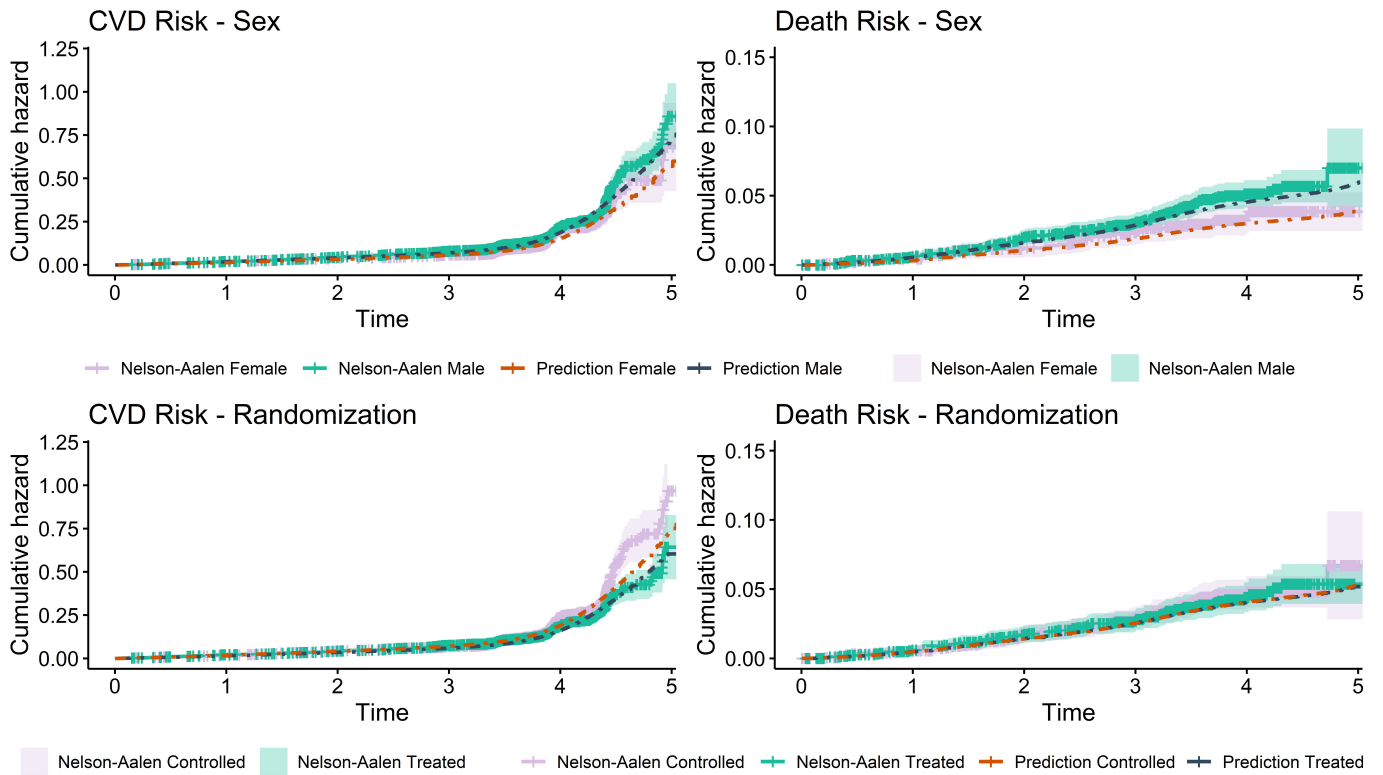 CVD Risk - Sex
Cumulative hazard
1.25
1.00
0.75
0.50
0.25
0.00
0 1 2 3 4 5
Time
Death Risk - Sex
Cumulative hazard
0.15
0.10
0.05
0.00
0 1 2 3 4 5
Time
Nelson-Aalen Female Nelson-Aalen Male Prediction Female Prediction Male Nelson-Aalen Female Nelson-Aalen Male
CVD Risk - Randomization
Cumulative hazard
1.25
1.00
0.75
0.50
0.25
0.00
0 1 2 3 4 5
Time
Death Risk - Randomization
Cumulative hazard
0.15
0.10
0.05
0.00
0 1 2 3 4 5
Time
Nelson-Aalen Controlled Nelson-Aalen Treated Nelson-Aalen Controlled Nelson-Aalen Treated Prediction Controlled Prediction Treated